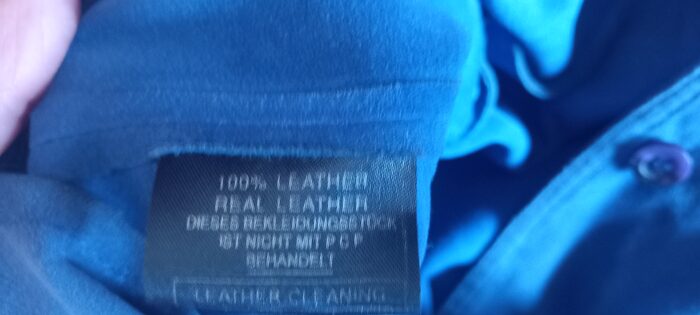 100% LEATHER
REAL LEATHER
DIESES BEKLEIDUNGSSTÜCK
IST NICHT MIT P C P
BEHANDELT
LEATHER CLEANING